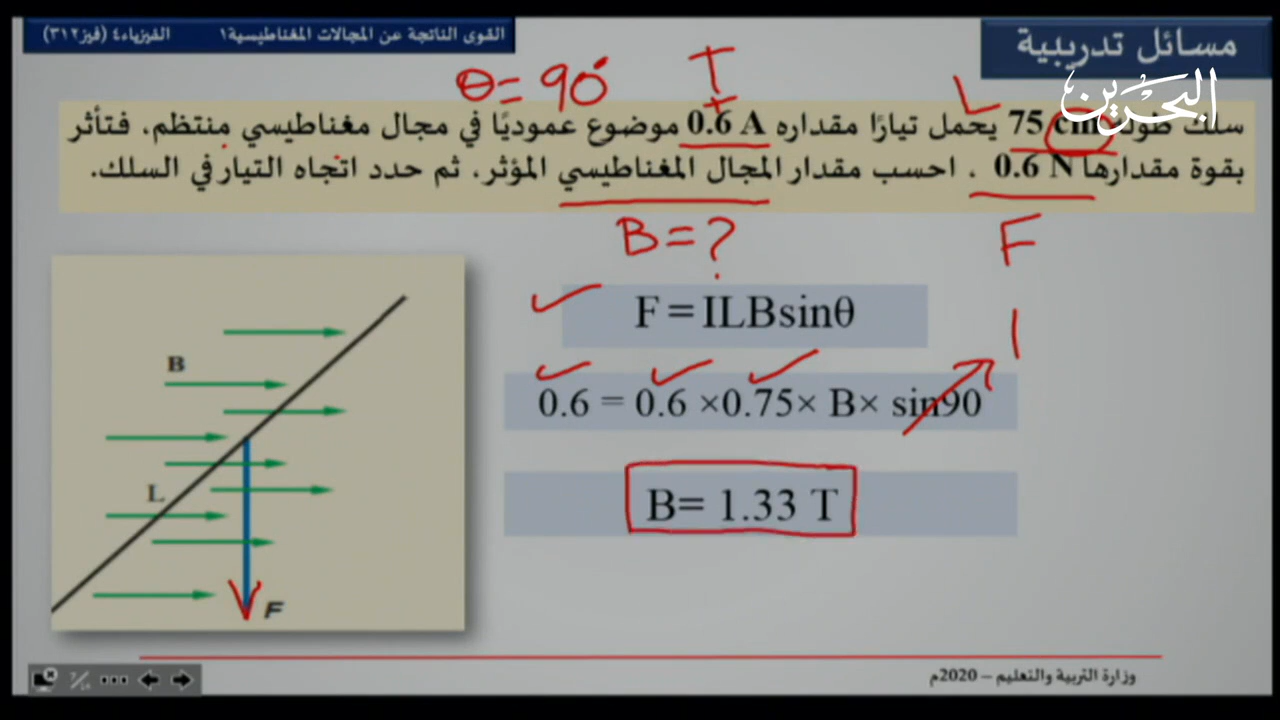 مسائل تدريبية
القوى الناتجة عن المجالات المغناطيسية١
الفيزياء٤ (فيز٣١٢)
البحرين
θ= 90°
I
L
سلك طوله 75 cm يحمل تيارًا مقداره 0.6 A موضوع عموديًا في مجال مغناطيسي منتظم، فتأثر
بقوة مقدارها 0.6 N . احسب مقدار المجال المغناطيسي المؤثر. ثم حدد اتجاه التيار في السلك.
B=?
F
F = ILBsinθ
1
0.6 = 0.6 ×0.75× B× sin90
B= 1.33 T
B
L
F
وزارة التربية والتعليم – 2020م